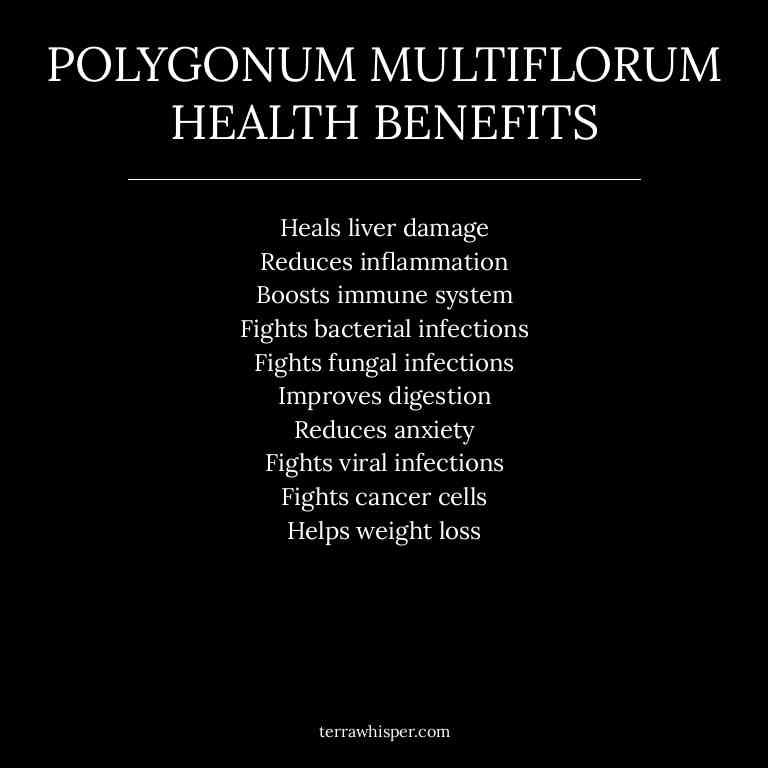 POLYGONUM MULTIFLORUM
HEALTH BENEFITS
Heals liver damage
Reduces inflammation
Boosts immune system
Fights bacterial infections
Fights fungal infections
Improves digestion
Reduces anxiety
Fights viral infections
Fights cancer cells
Helps weight loss
terrawhisper.com